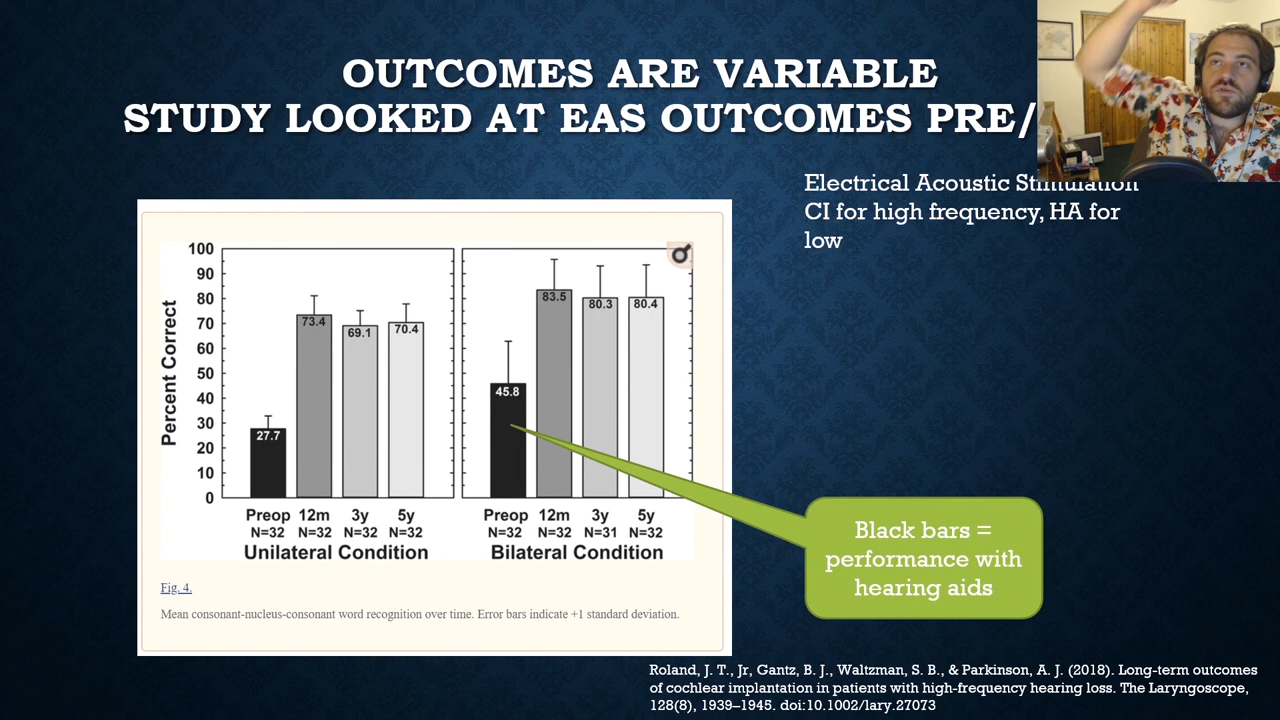 OUTCOMES ARE VARIABLE
STUDY LOOKED AT EAS OUTCOMES PRE/
Electrical Acoustic Stimulation
CI for high frequency, HA for
low
100
90
80
70
60
50
40
30
20
10
0
Percent Correct
27.7
73.4
69.1
70.4
45.8
83.5
80.3
80.4
Preop 12m 3y 5y
N=32 N=32 N=32 N=32
Unilateral Condition
Preop 12m 3y 5y
N=32 N=32 N=31 N=32
Bilateral Condition
Fig. 4.
Mean consonant-nucleus-consonant word recognition over time. Error bars indicate +1 standard deviation.
Black bars =
performance with
hearing aids
Roland, J. T., Jr, Gantz, B. J., Waltzman, S. B., & Parkinson, A. J. (2018). Long-term outcomes
of cochlear implantation in patients with high-frequency hearing loss. The Laryngoscope,
128(8), 1939–1945. doi:10.1002/lary.27073